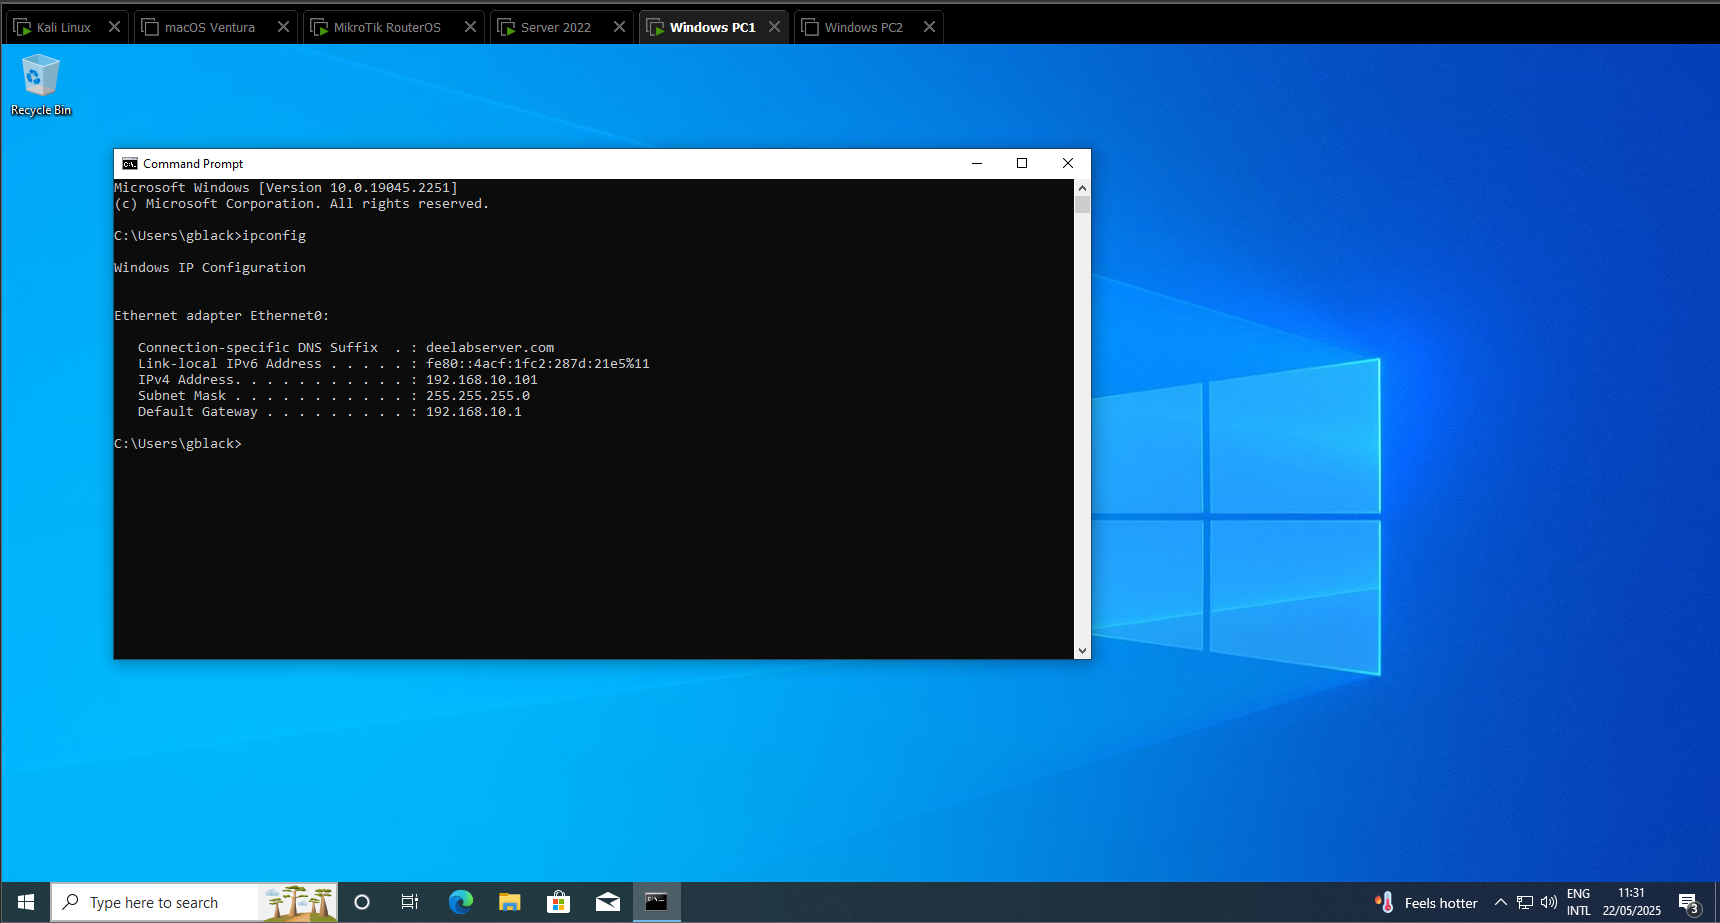 Kali Linux
macOS Ventura
MikroTik RouterOS
Server 2022
Windows PC1
Windows PC2
Recycle Bin
Command Prompt
Microsoft Windows [Version 10.0.19045.2251]
(c) Microsoft Corporation. All rights reserved.
C:\Users\gblack>ipconfig
Windows IP Configuration
Ethernet adapter Ethernet0:
Connection-specific DNS Suffix  . : deelabserver.com
Link-local IPv6 Address . . . . . : fe80::4acf:1fc2:287d:21e5%11
IPv4 Address. . . . . . . . . . . : 192.168.10.101
Subnet Mask . . . . . . . . . . . : 255.255.255.0
Default Gateway . . . . . . . . . : 192.168.10.1
C:\Users\gblack>
Type here to search
Feels hotter
ENG
INTL
11:31
22/05/2025
3